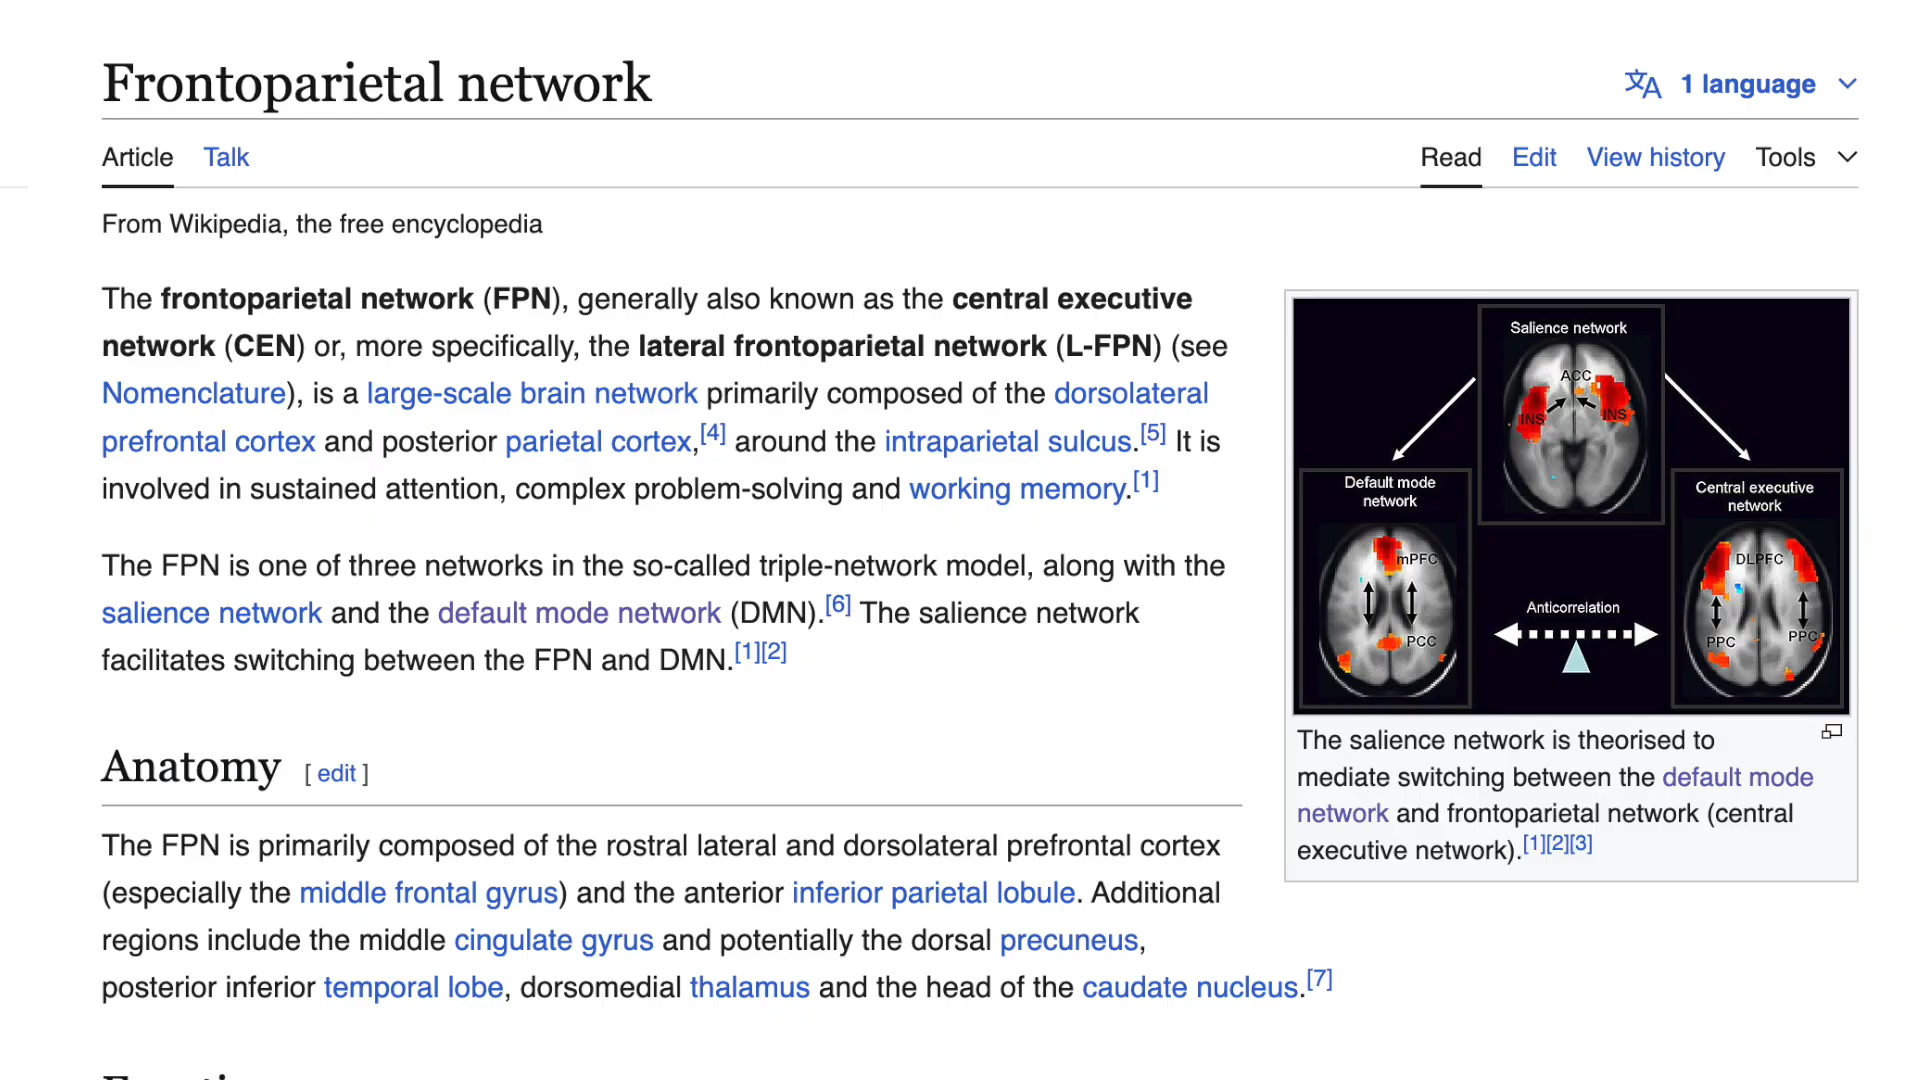 Frontoparietal network
1 language
Article Talk
Read Edit View history Tools
From Wikipedia, the free encyclopedia
The frontoparietal network (FPN), generally also known as the central executive
network (CEN) or, more specifically, the lateral frontoparietal network (L-FPN) (see
Nomenclature), is a large-scale brain network primarily composed of the dorsolateral
prefrontal cortex and posterior parietal cortex,[4] around the intraparietal sulcus.[5] It is
involved in sustained attention, complex problem-solving and working memory.[1]
The FPN is one of three networks in the so-called triple-network model, along with the
salience network and the default mode network (DMN).[6] The salience network
facilitates switching between the FPN and DMN.[1][2]
Salience network
ACC
INS
INS
Default mode
network
mPFC
PCC
Anticorrelation
Central executive
network
DLPFC
PPC
PPC
The salience network is theorised to
mediate switching between the default mode
network and frontoparietal network (central
executive network).[1][2][3]
Anatomy [ edit ]
The FPN is primarily composed of the rostral lateral and dorsolateral prefrontal cortex
(especially the middle frontal gyrus) and the anterior inferior parietal lobule. Additional
regions include the middle cingulate gyrus and potentially the dorsal precuneus,
posterior inferior temporal lobe, dorsomedial thalamus and the head of the caudate nucleus.[7]